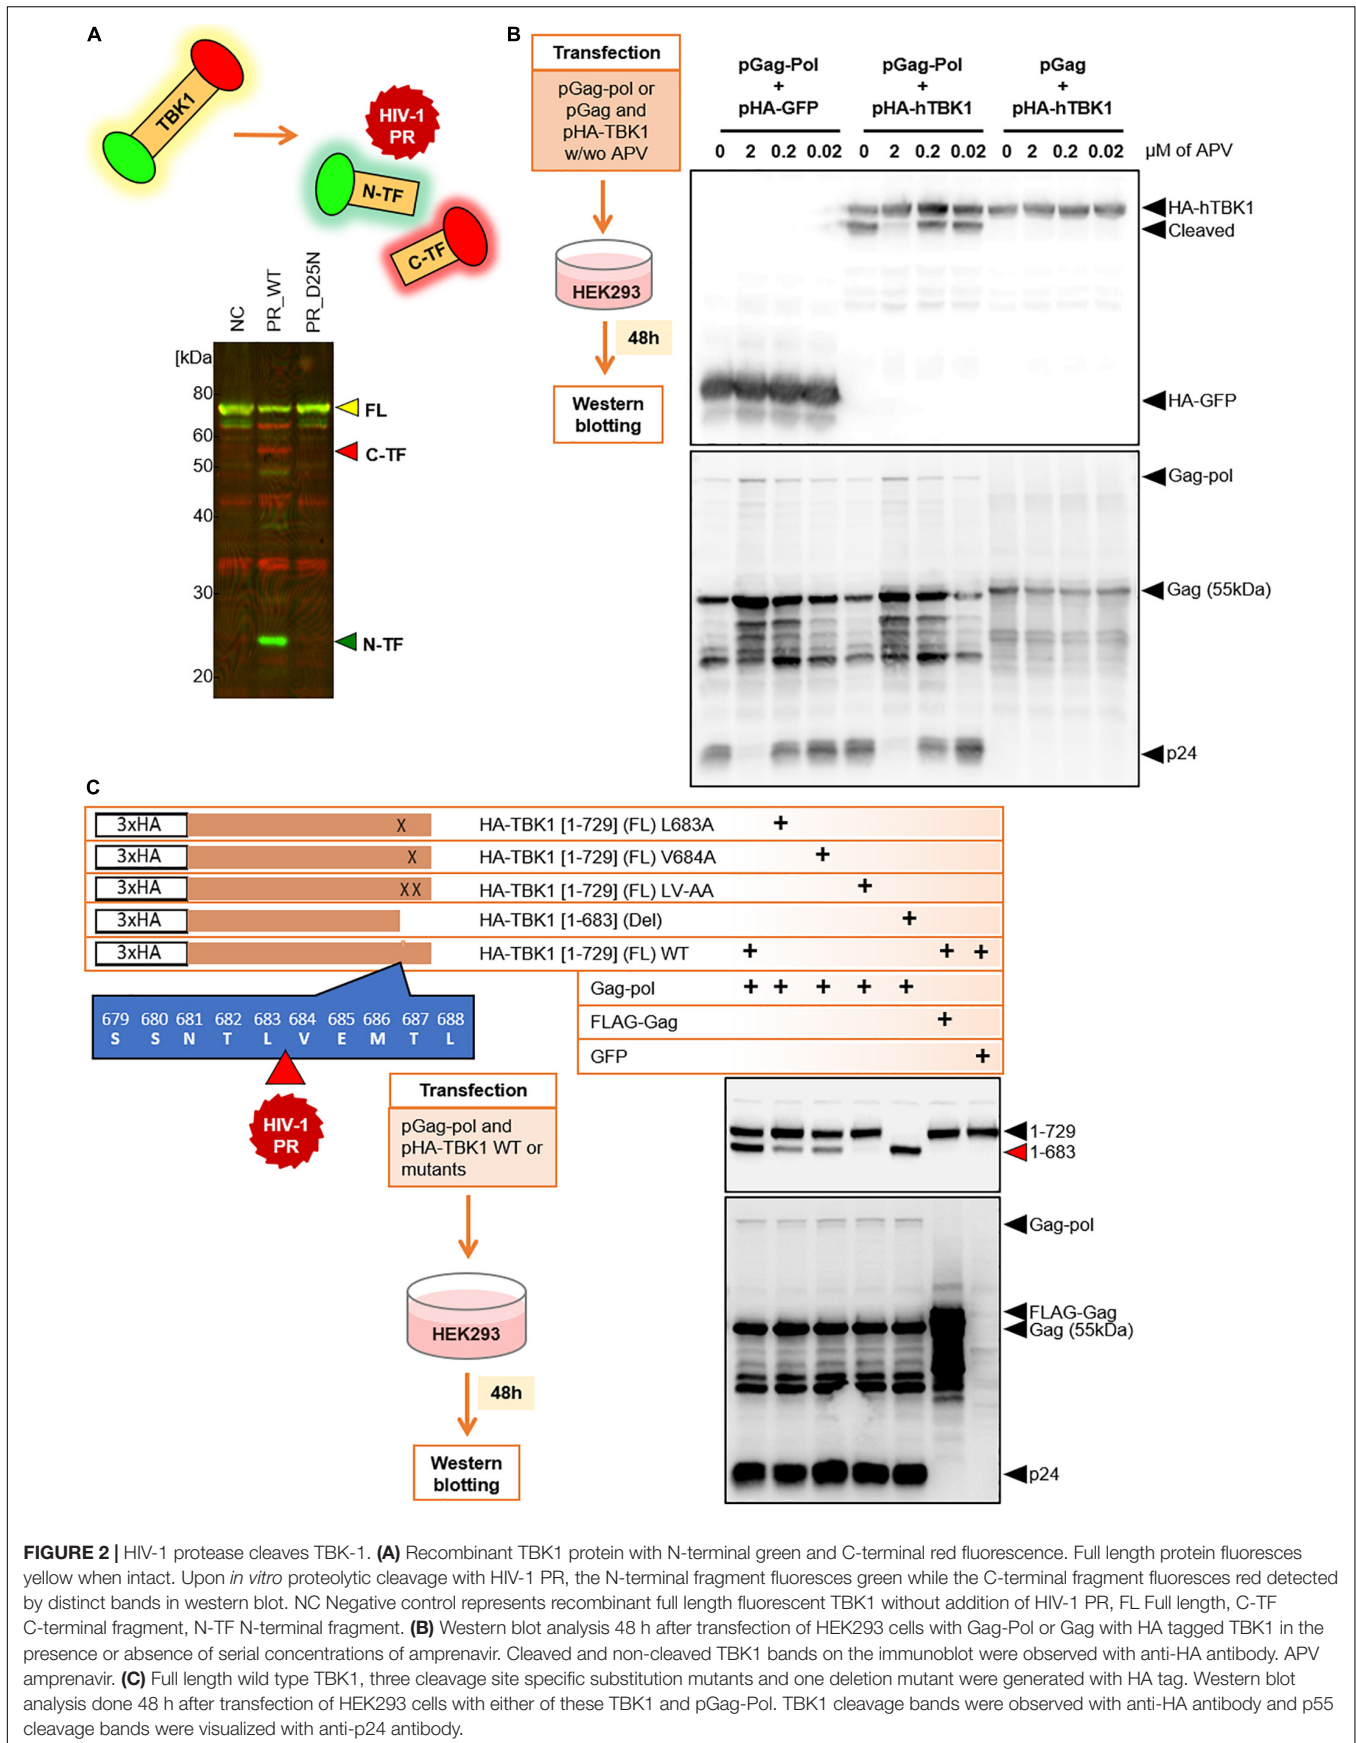 A
TBK1
HIV-1
PR
N-TF
C-TF
NC
PR_WT
PR_D25N
[kDa
80
60
50
40
30
20
FL
C-TF
N-TF
B
Transfection
pGag-pol or
pGag and
pHA-TBK1
w/wo APV
HEK293
48h
Western
blotting
pGag-Pol
+
pHA-GFP
pGag-Pol
+
pHA-hTBK1
pGag
+
pHA-hTBK1
0 2 0.2 0.02 0 2 0.2 0.02 0 2 0.2 0.02 µM of APV
HA-hTBK1
Cleaved
HA-GFP
Gag-pol
Gag (55kDa)
p24
C
3xHA X HA-TBK1 [1-729] (FL) L683A +
3xHA X HA-TBK1 [1-729] (FL) V684A +
3xHA XX HA-TBK1 [1-729] (FL) LV-AA +
3xHA HA-TBK1 [1-683] (Del) +
3xHA HA-TBK1 [1-729] (FL) WT + + +
Gag-pol + + + + +
FLAG-Gag +
GFP +
679 680 681 682 683 684 685 686 687 688
S S N T L V E M T L
HIV-1
PR
Transfection
pGag-pol and
pHA-TBK1 WT or
mutants
HEK293
48h
Western
blotting
1-729
1-683
Gag-pol
FLAG-Gag
Gag (55kDa)
p24
FIGURE 2 | HIV-1 protease cleaves TBK-1. (A) Recombinant TBK1 protein with N-terminal green and C-terminal red fluorescence. Full length protein fluoresces
yellow when intact. Upon in vitro proteolytic cleavage with HIV-1 PR, the N-terminal fragment fluoresces green while the C-terminal fragment fluoresces red detected
by distinct bands in western blot. NC Negative control represents recombinant full length fluorescent TBK1 without addition of HIV-1 PR, FL Full length, C-TF
C-terminal fragment, N-TF N-terminal fragment. (B) Western blot analysis 48 h after transfection of HEK293 cells with Gag-Pol or Gag with HA tagged TBK1 in the
presence or absence of serial concentrations of amprenavir. Cleaved and non-cleaved TBK1 bands on the immunoblot were observed with anti-HA antibody. APV
amprenavir. (C) Full length wild type TBK1, three cleavage site specific substitution mutants and one deletion mutant were generated with HA tag. Western blot
analysis done 48 h after transfection of HEK293 cells with either of these TBK1 and pGag-Pol. TBK1 cleavage bands were observed with anti-HA antibody and p55
cleavage bands were visualized with anti-p24 antibody.